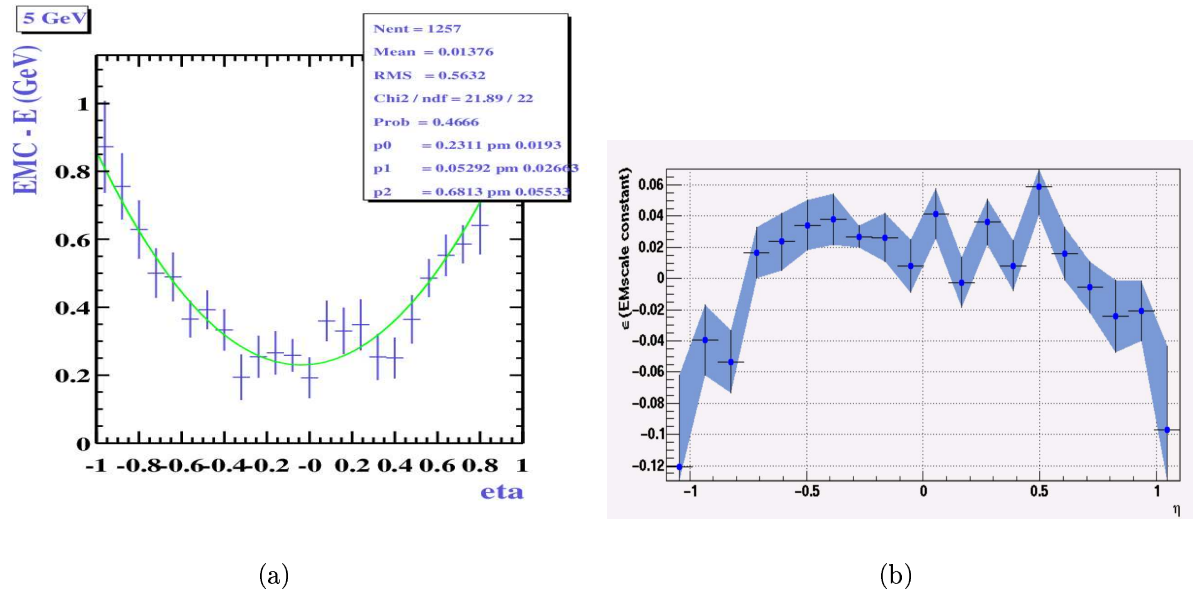 5 GeV
Nent = 1257
Mean = 0.01376
RMS = 0.5632
Chi2 / ndf = 21.89 / 22
Prob = 0.4666
p0 = 0.2311 pm 0.0193
p1 = 0.05292 pm 0.02663
p2 = 0.6813 pm 0.05533
EMC - E (GeV)
1
0.8
0.6
0.4
0.2
0
-1 -0.8 -0.6 -0.4 -0.2 -0 0.2 0.4 0.6 0.8 1
eta
(a)
ϵ (EMscale constant)
0.06
0.04
0.02
0
-0.02
-0.04
-0.06
-0.08
-0.1
-0.12
-1 -0.5 0 0.5 1
η
(b)